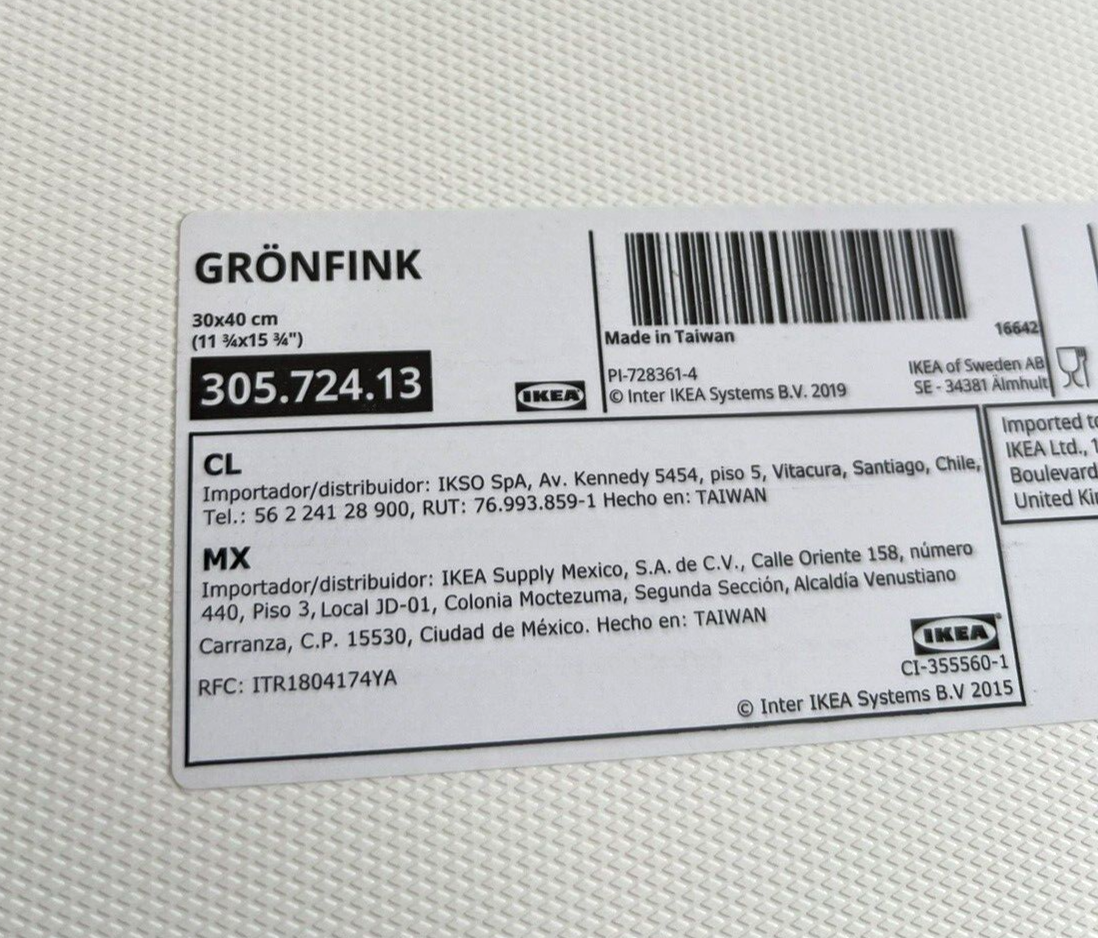 GRÖNFINK
30x40 cm
(11 ¾x15 ¾")
305.724.13
IKEA
Made in Taiwan
16642
PI-728361-4
© Inter IKEA Systems B.V. 2019
IKEA of Sweden AB
SE - 34381 Älmhult
CL
Importador/distribuidor: IKSO SpA, Av. Kennedy 5454, piso 5, Vitacura, Santiago, Chile,
Tel.: 56 2 241 28 900, RUT: 76.993.859-1 Hecho en: TAIWAN
MX
Importador/distribuidor: IKEA Supply Mexico, S.A. de C.V., Calle Oriente 158, número
440, Piso 3, Local JD-01, Colonia Moctezuma, Segunda Sección, Alcaldía Venustiano
Carranza, C.P. 15530, Ciudad de México. Hecho en: TAIWAN
RFC: ITR1804174YA
IKEA®
CI-355560-1
© Inter IKEA Systems B.V 2015
Imported
IKEA Ltd., 1
Boulevard
United